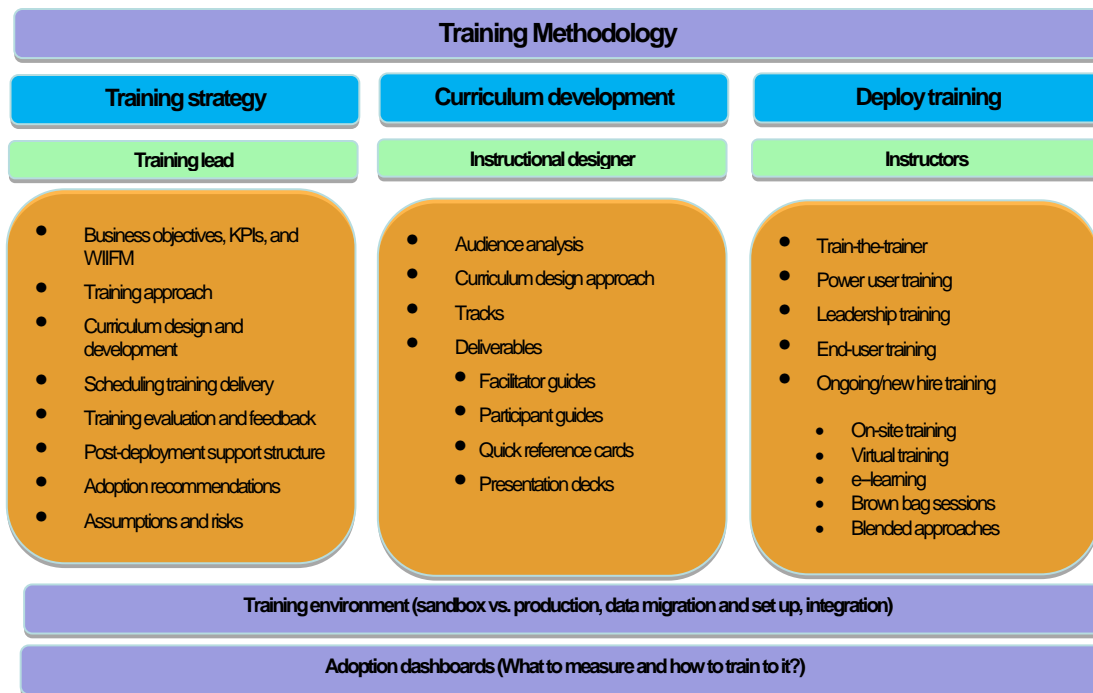 Training Methodology
Training strategy
Training lead
Business objectives, KPIs, and
WIIFM
Training approach
Curriculum design and
development
Scheduling training delivery
Training evaluation and feedback
Post-deployment support structure
Adoption recommendations
Assumptions and risks
Curriculum development
Instructional designer
Audience analysis
Curriculum design approach
Tracks
Deliverables
Facilitator guides
Participant guides
Quick reference cards
Presentation decks
Deploy training
Instructors
Train-the-trainer
Power user training
Leadership training
End-user training
Ongoing/new hire training
On-site training
Virtual training
e–learning
Brown bag sessions
Blended approaches
Training environment (sandbox vs. production, data migration and set up, integration)
Adoption dashboards (What to measure and how to train to it?)